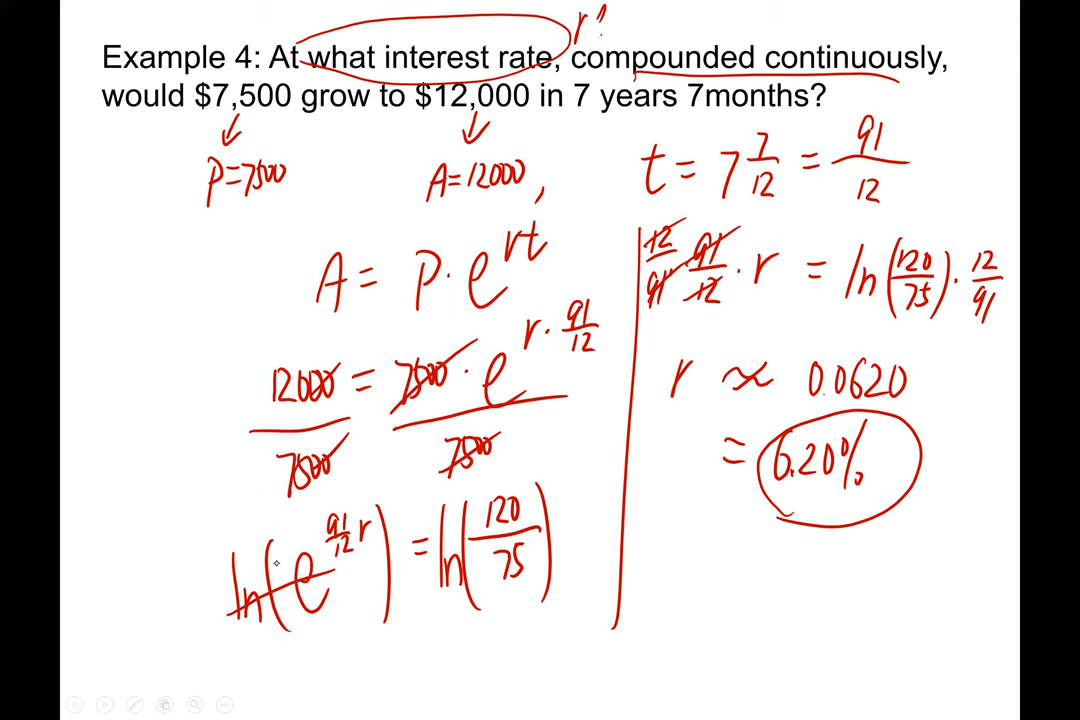 r?
Example 4: At what interest rate, compounded continuously,
would $7,500 grow to $12,000 in 7 years 7months?
P=7500
A=12000,
A = P·e^{rt}
12000 = 7500·e^{r·91/12}
7500 7500
ln(e^{91/12 r}) = ln(120/75)
t = 7 7/12 = 91/12
12/91 · 91/12 · r = ln(120/75) · 12/91
r ≈ 0.0620
= 6.20%